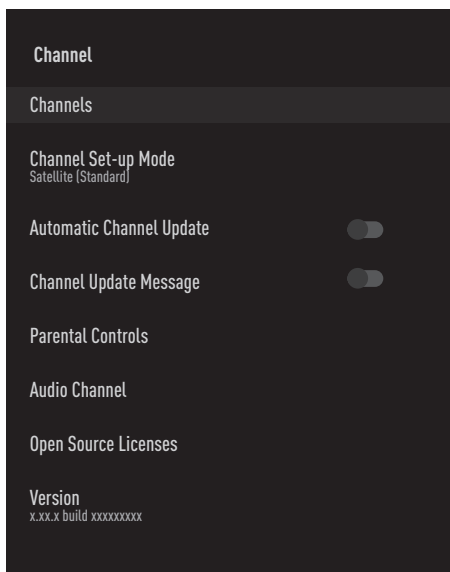 Channel
Channels
Channel Set-up Mode
Satellite (Standard)
Automatic Channel Update
Channel Update Message
Parental Controls
Audio Channel
Open Source Licenses
Version
x.xx.x build xxxxxxxxx